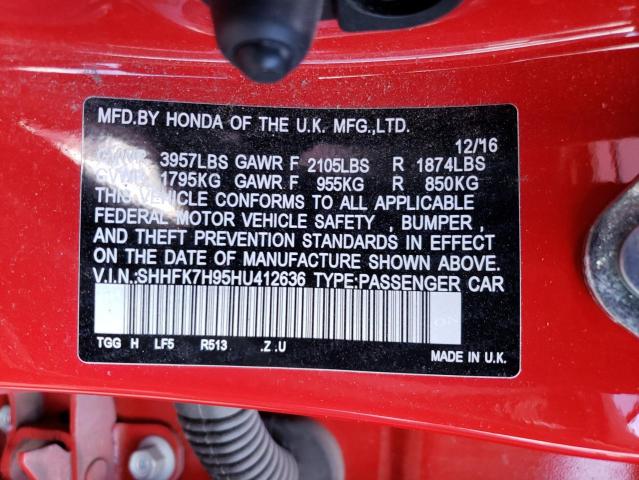 MFD.BY HONDA OF THE U.K. MFG.,LTD.
12/16
GVWR 3957LBS GAWR F 2105LBS R 1874LBS
GVWR 1795KG GAWR F 955KG R 850KG
THIS VEHICLE CONFORMS TO ALL APPLICABLE
FEDERAL MOTOR VEHICLE SAFETY , BUMPER ,
AND THEFT PREVENTION STANDARDS IN EFFECT
ON THE DATE OF MANUFACTURE SHOWN ABOVE.
V.I.N.:SHHFK7H95HU412636 TYPE:PASSENGER CAR
TGG H LF5 R513 .Z .U
MADE IN U.K.